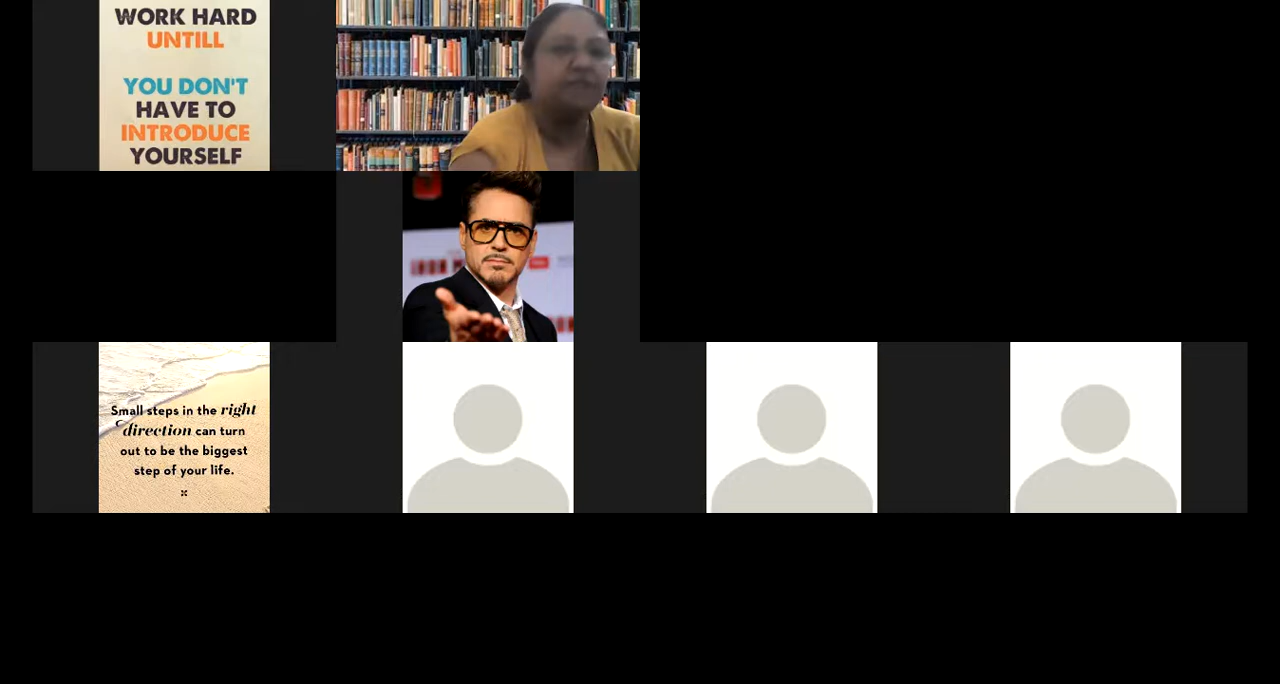 WORK HARD
UNTILL
YOU DON'T
HAVE TO
INTRODUCE
YOURSELF
Small steps in the right
direction can turn
out to be the biggest
step of your life.